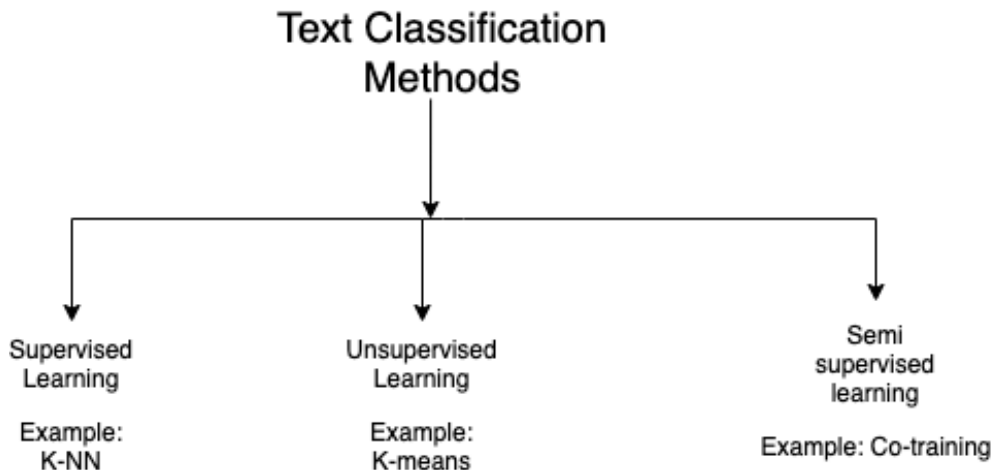 Text Classification
Methods
Supervised
Learning
Example:
K-NN
Unsupervised
Learning
Example:
K-means
Semi
supervised
learning
Example: Co-training